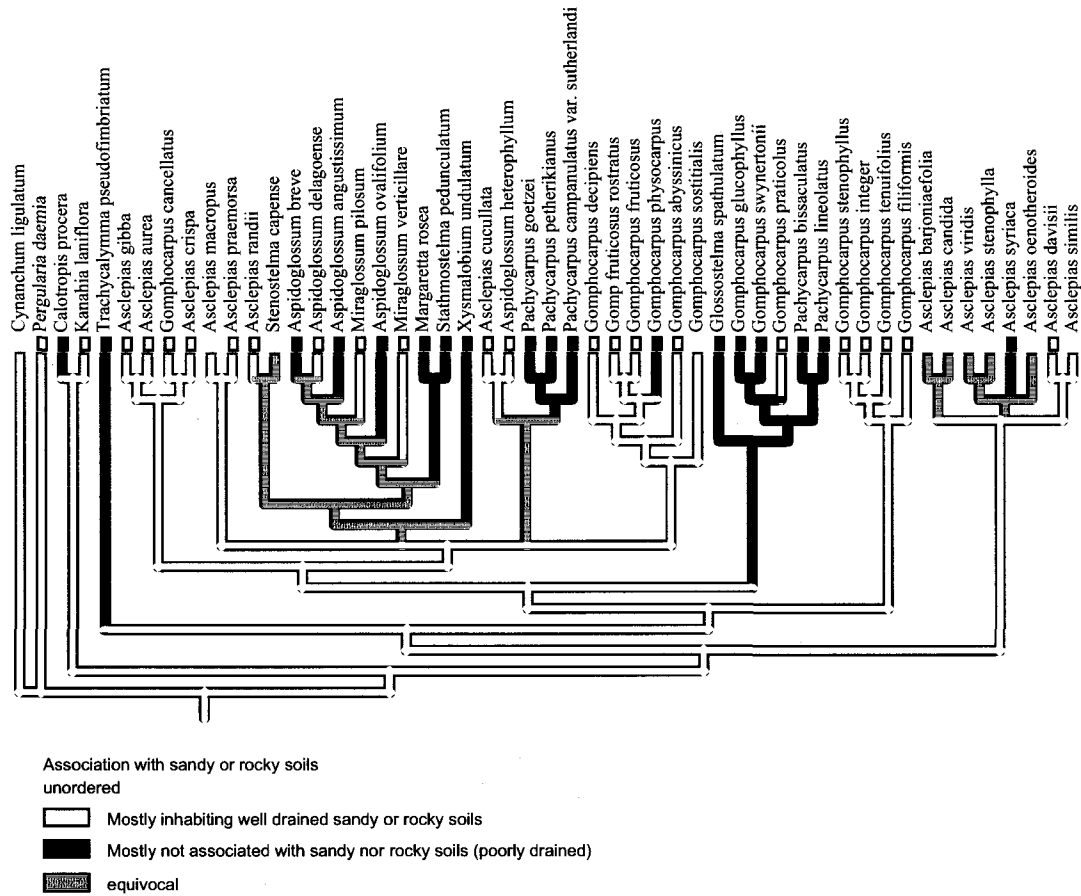 Cynanchum ligulatum
Pergularia daemia
Calotropis procera
Kanahia laniflora
Trachycalymna pseudofimbriatum
Asclepias gibba
Asclepias aurea
Gomphocarpus cancellatus
Asclepias crispa
Asclepias macropus
Asclepias praemorsa
Asclepias randii
Stenostelma capense
Aspidoglossum breve
Aspidoglossum delagoense
Aspidoglossum angustissimum
Miraglossum pilosum
Aspidoglossum ovalifolium
Miraglossum verticillare
Margaretta rosea
Stathmostelma pedunculatum
Xysmalobium undulatum
Asclepias cucullata
Aspidoglossum heterophyllum
Pachycarpus goetzei
Pachycarpus petherikianus
Pachycarpus campanulatus var. sutherlandi
Gomphocarpus decipiens
Gomp fruticosus rostratus
Gomphocarpus fruticosus
Gomphocarpus physocarpus
Gomphocarpus abyssinicus
Gomphocarpus sostitialis
Glossostelma spathulatum
Gomphocarpus glucophyllus
Gomphocarpus swynertonii
Gomphocarpus praticolus
Pachycarpus bissacculatus
Pachycarpus lineolatus
Gomphocarpus stenophyllus
Gomphocarpus integer
Gomphocarpus tenuifolius
Gomphocarpus filiformis
Asclepias barjoniaefolia
Asclepias candida
Asclepias viridis
Asclepias stenophylla
Asclepias syriaca
Asclepias oenotheroides
Asclepias davisii
Asclepias similis
Association with sandy or rocky soils
unordered
Mostly inhabiting well drained sandy or rocky soils
Mostly not associated with sandy nor rocky soils (poorly drained)
equivocal